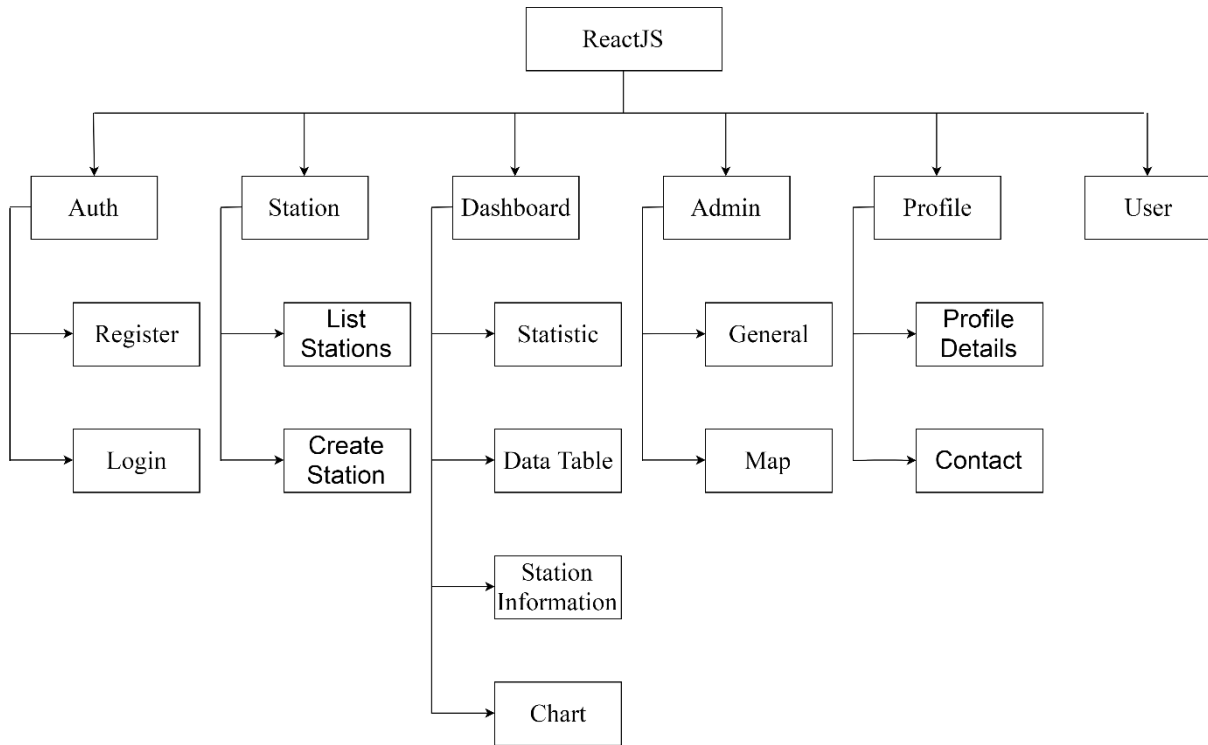 ReactJS
Auth
Station
Dashboard
Admin
Profile
User
Register
List
Stations
Statistic
General
Profile
Details
Login
Create
Station
Data Table
Map
Contact
Station
Information
Chart